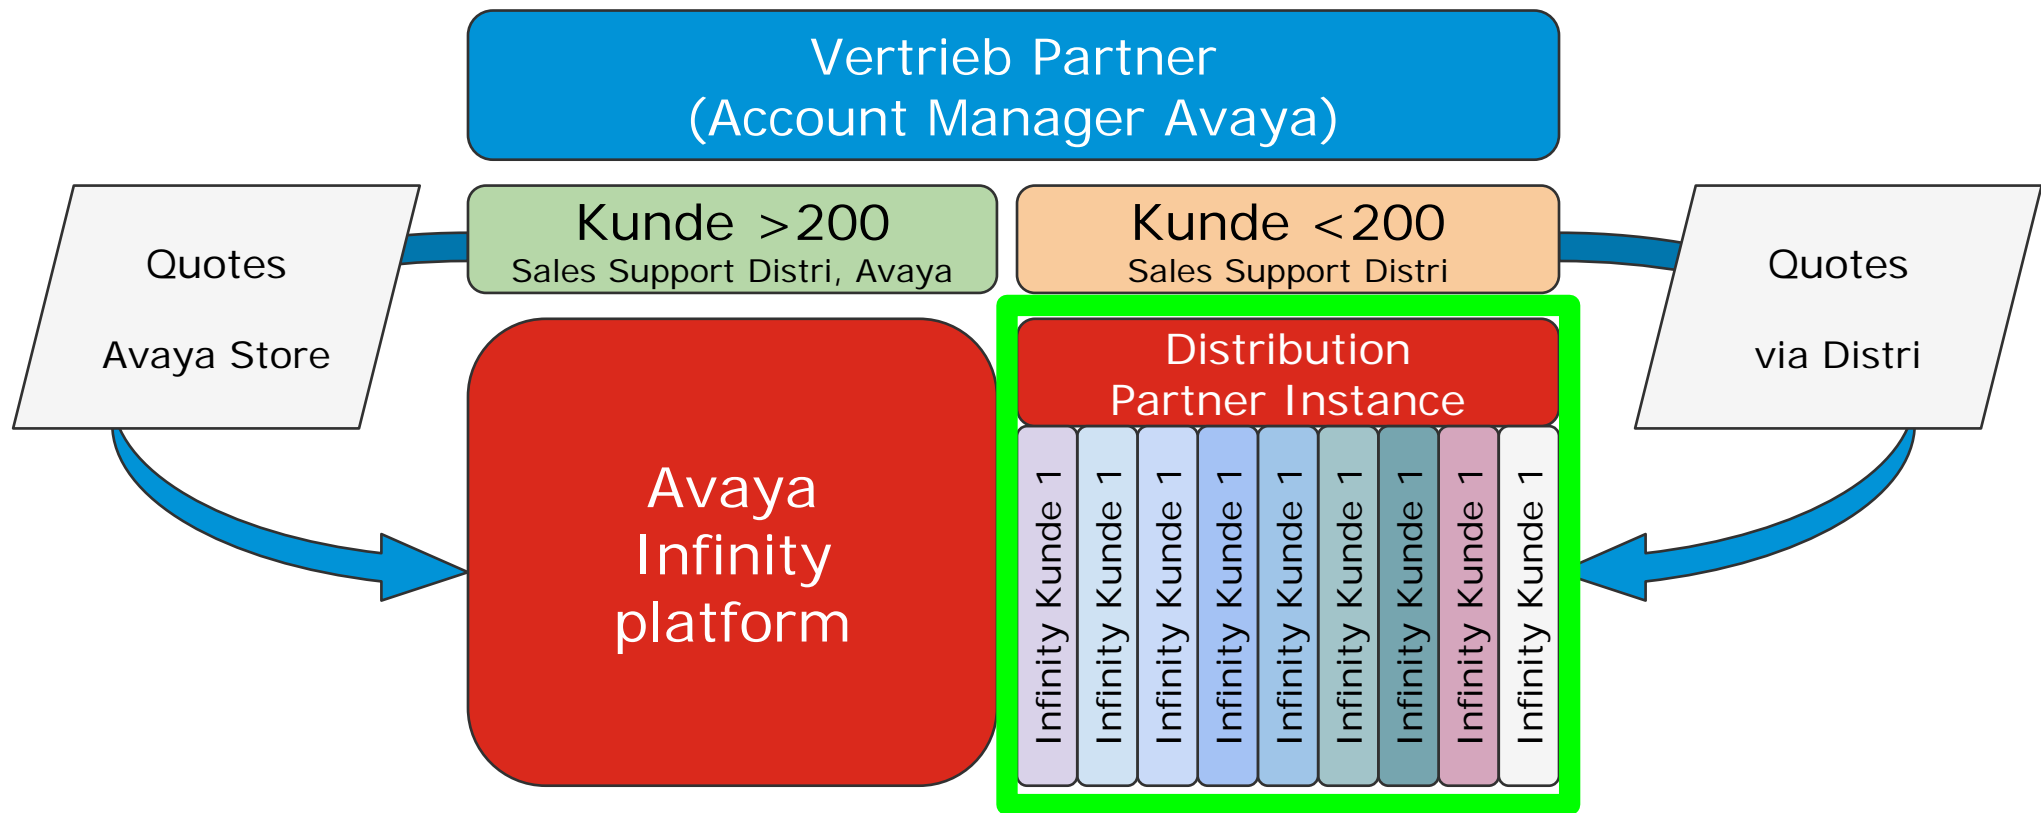 Vertrieb Partner
(Account Manager Avaya)
Quotes
Avaya Store
Kunde >200
Sales Support Distri, Avaya
Kunde <200
Sales Support Distri
Quotes
via Distri
Avaya
Infinity
platform
Distribution
Partner Instance
Infinity Kunde 1
Infinity Kunde 1
Infinity Kunde 1
Infinity Kunde 1
Infinity Kunde 1
Infinity Kunde 1
Infinity Kunde 1
Infinity Kunde 1
Infinity Kunde 1